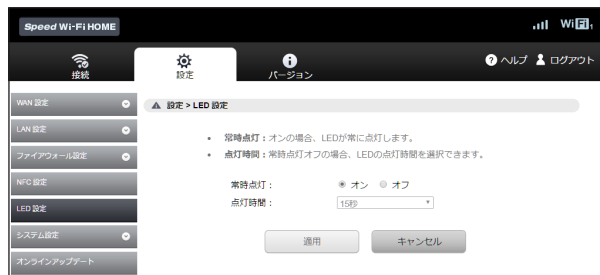 Speed Wi-Fi HOME
WiFi 1
接続
設定
バージョン
ヘルプ
ログアウト
WAN 設定
LAN 設定
ファイアウォール設定
NFC 設定
LED 設定
システム設定
オンラインアップデート
設定 > LED 設定
• 常時点灯：オンの場合、LEDが常に点灯します。
• 点灯時間：常時点灯オフの場合、LEDの点灯時間を選択できます。
常時点灯： オン オフ
点灯時間： 15秒
適用 キャンセル